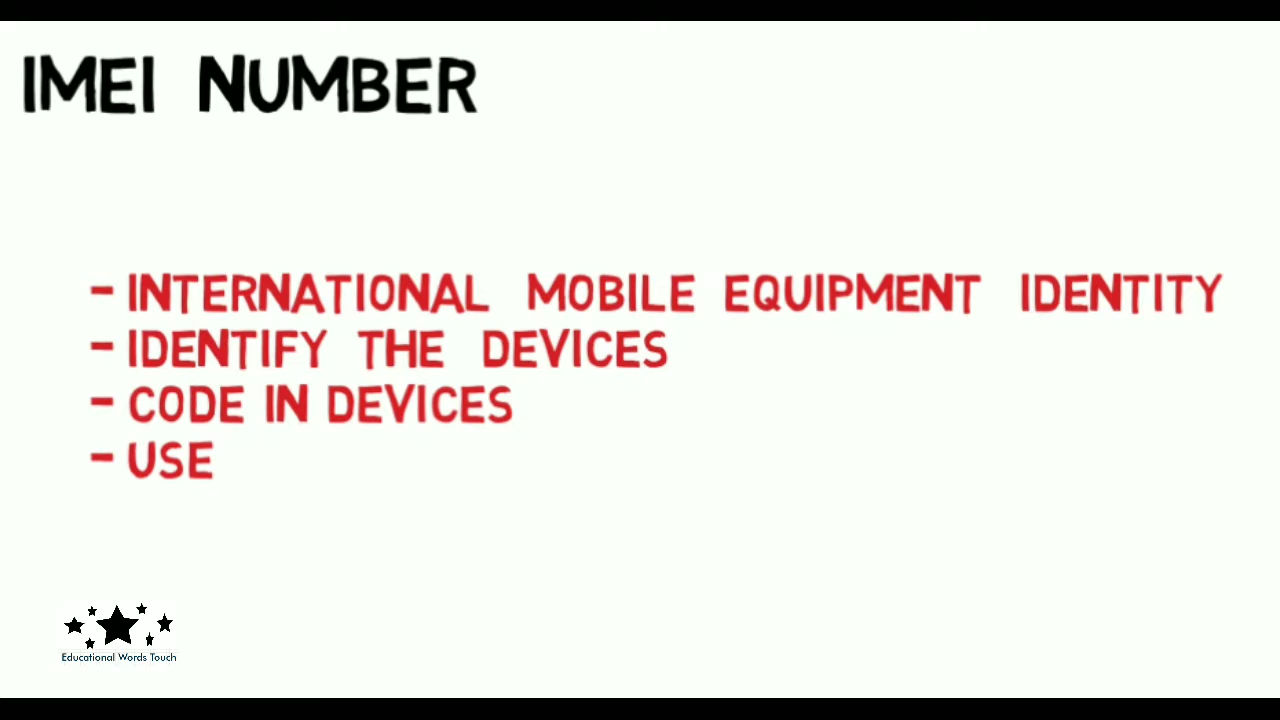 IMEI NUMBER
- INTERNATIONAL MOBILE EQUIPMENT IDENTITY
- IDENTIFY THE DEVICES
- CODE IN DEVICES
- USE
Educational Words Touch